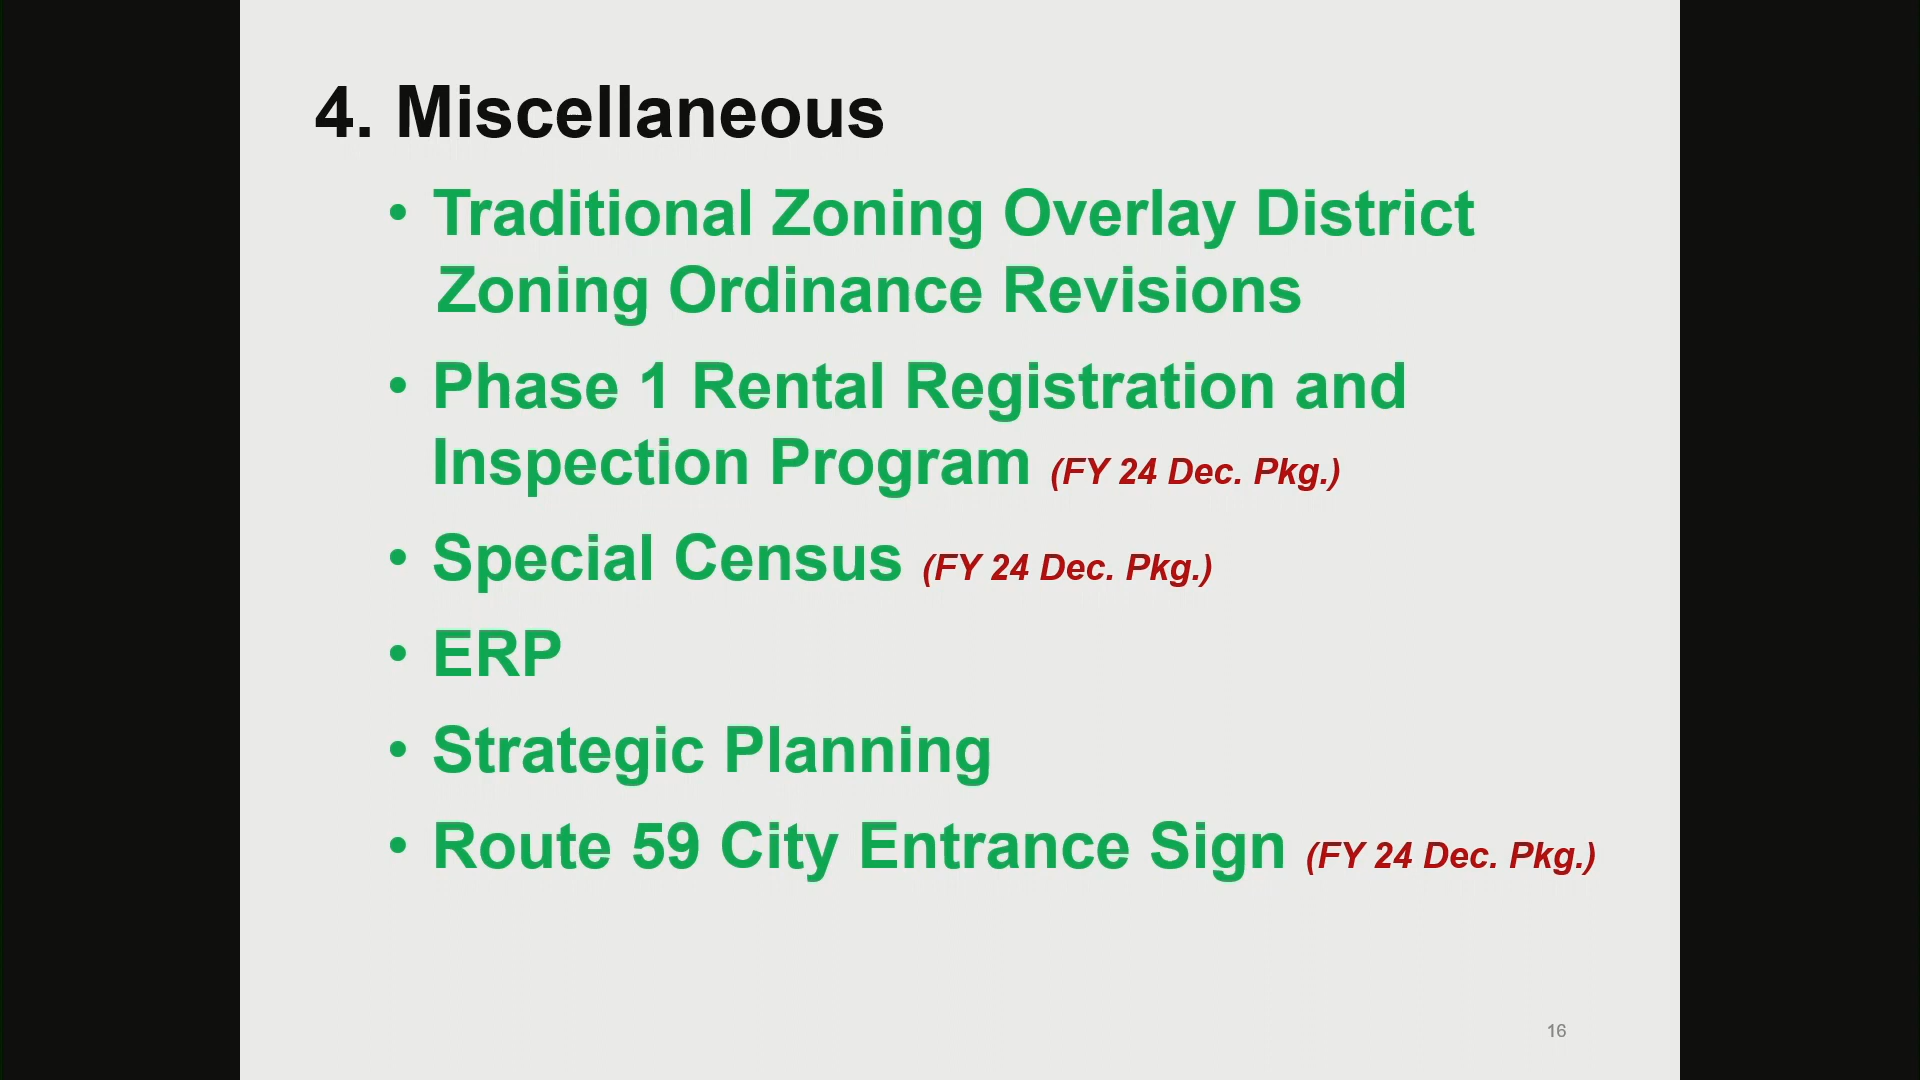 4. Miscellaneous
• Traditional Zoning Overlay District
Zoning Ordinance Revisions
• Phase 1 Rental Registration and
Inspection Program (FY 24 Dec. Pkg.)
• Special Census (FY 24 Dec. Pkg.)
• ERP
• Strategic Planning
• Route 59 City Entrance Sign (FY 24 Dec. Pkg.)
16